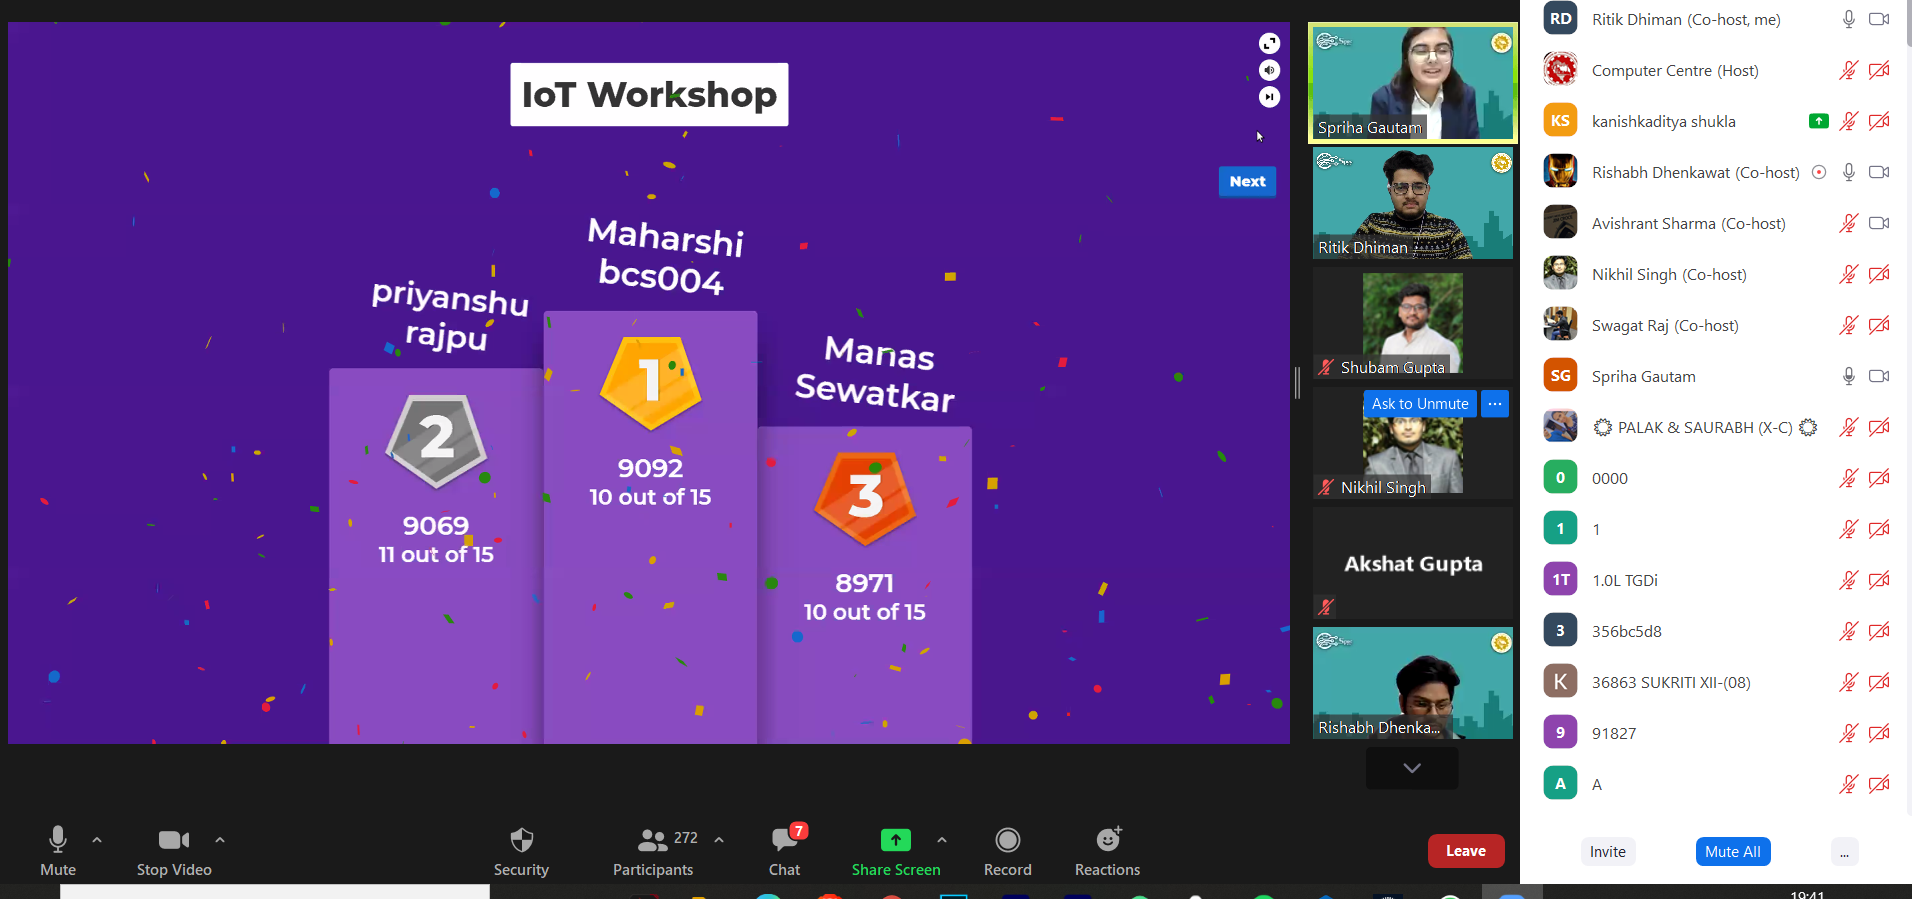 IoT Workshop
Next
Maharshi
bcs004
priyanshu
rajpu
Manas
Sewatkar
1
9092
10 out of 15
2
9069
11 out of 15
3
8971
10 out of 15
Spriha Gautam
Ritik Dhiman
Shubam Gupta
Ask to Unmute
...
Nikhil Singh
Akshat Gupta
Rishabh Dhenka...
RD Ritik Dhiman (Co-host, me)
Computer Centre (Host)
KS kanishkaditya shukla
Rishabh Dhenkawat (Co-host)
Avishrant Sharma (Co-host)
Nikhil Singh (Co-host)
Swagat Raj (Co-host)
SG Spriha Gautam
PALAK & SAURABH (X-C)
0 0000
1 1
1T 1.0L TGDi
3 356bc5d8
K 36863 SUKRITI XII-(08)
9 91827
A A
Invite
Mute All
...
Mute
Stop Video
Security
272
Participants
7
Chat
Share Screen
Record
Reactions
Leave
19:41